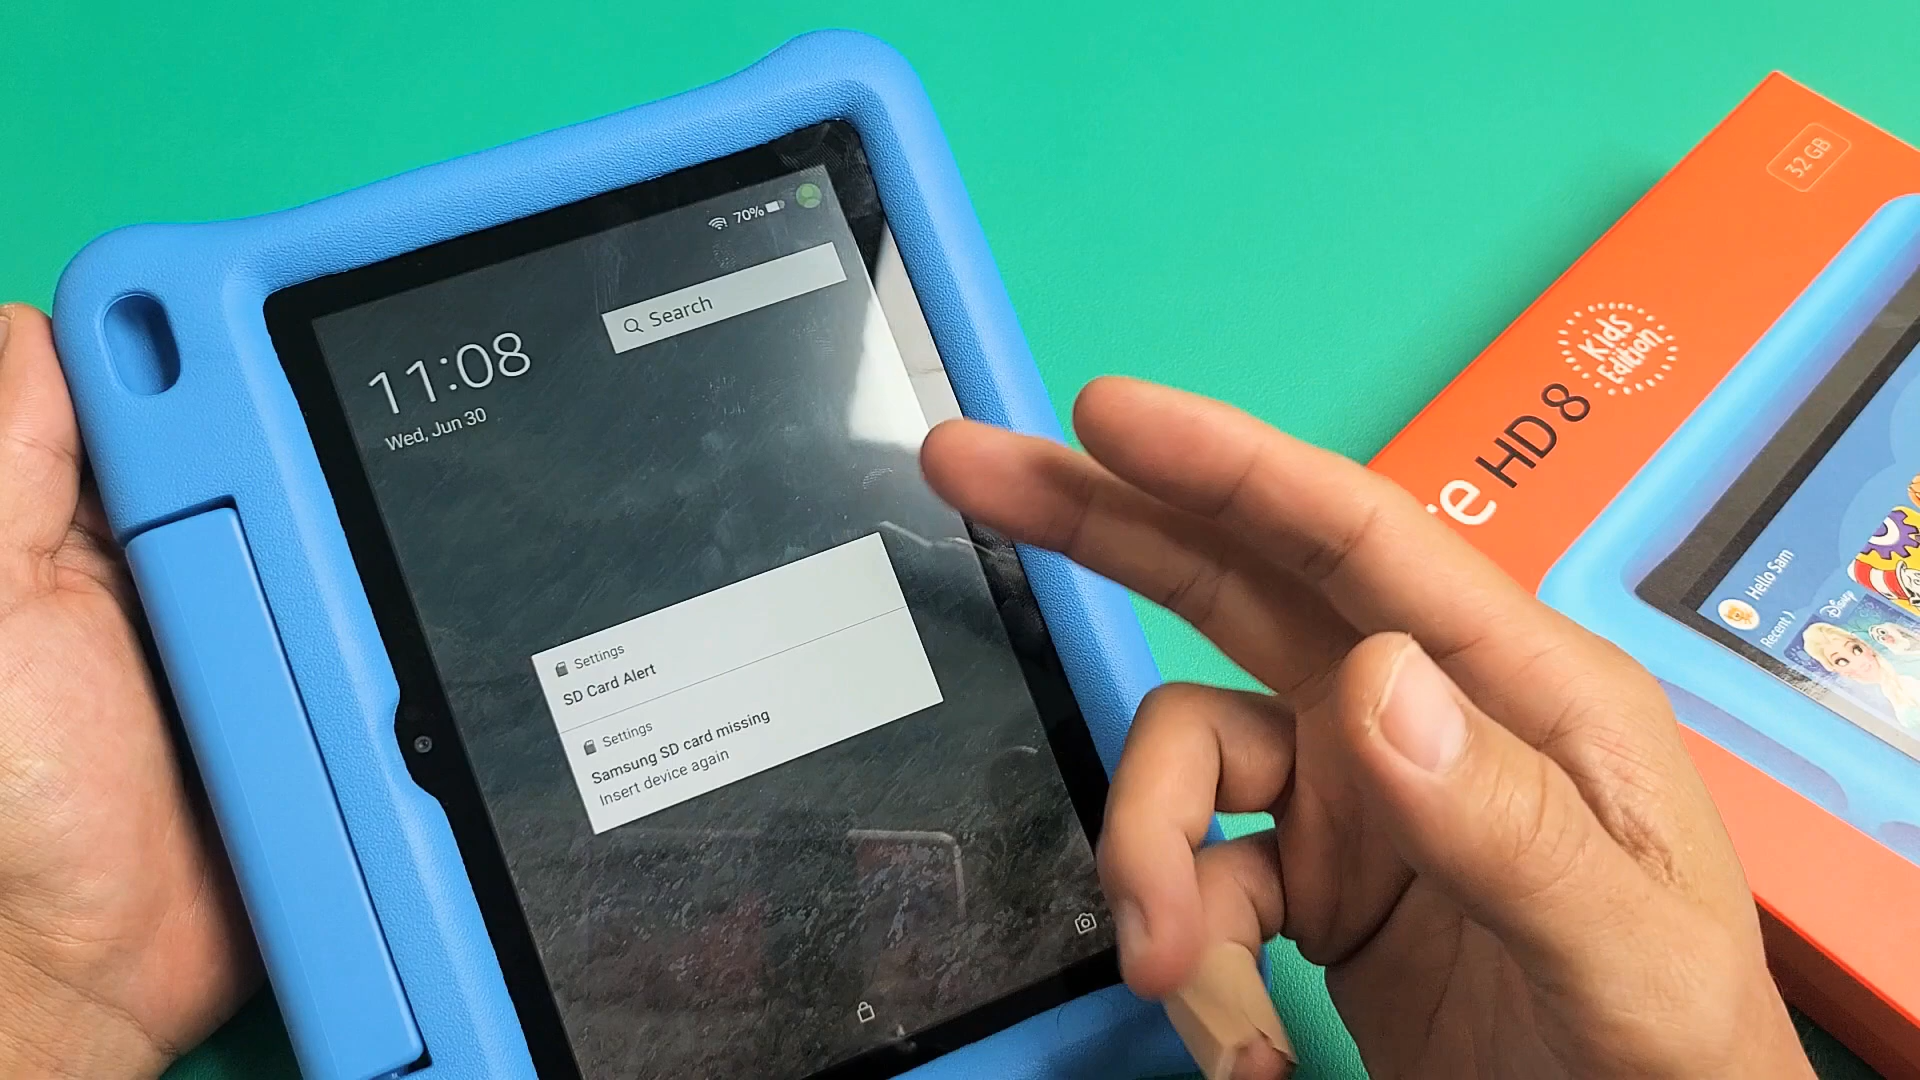 70%
Search
11:08
Wed, Jun 30
Settings
SD Card Alert
Settings
Samsung SD card missing
Insert device again
32 GB
Kids
Edition
re HD 8
Hello Sam
Recent
Disney